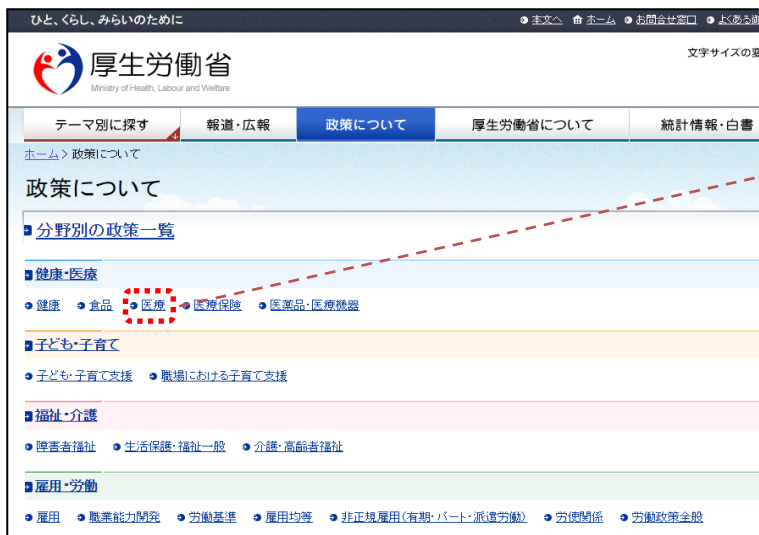 ひと、くらし、みらいのために
本文へ ホーム お問合せ窓口 よくある
厚生労働省
Ministry of Health, Labour and Welfare
文字サイズの変
テーマ別に探す 報道・広報 政策について 厚生労働省について 統計情報・白書
ホーム > 政策について
政策について
分野別の政策一覧
健康・医療
健康 食品 医療 医療保険 医薬品・医療機器
子ども・子育て
子ども・子育て支援 職場における子育て支援
福祉・介護
障害者福祉 生活保護・福祉一般 介護・高齢者福祉
雇用・労働
雇用 職業能力開発 労働基準 雇用均等 非正規雇用(有期・パート・派遣労働) 労使関係 労働政策全般